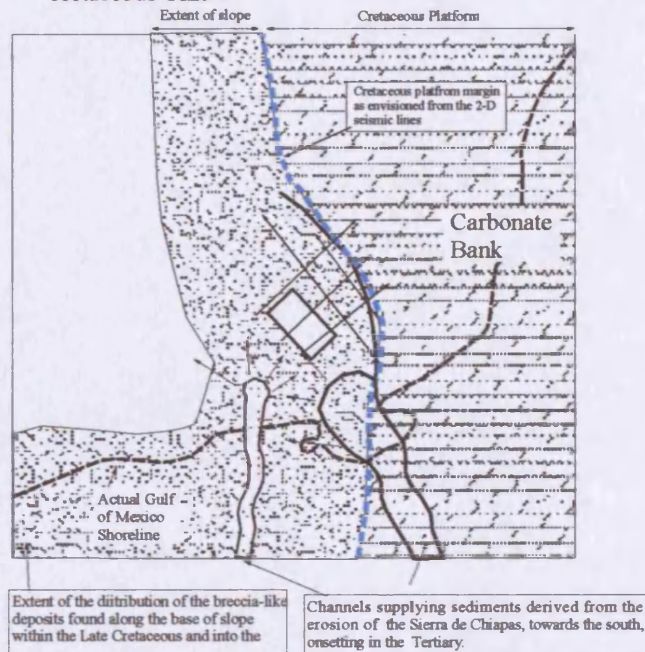 Extent of slope
Cretaceous Platform
Cretaceous platfrom margin
as envisioned from the 2-D
seismic lines
Carbonate
Bank
Actual Gulf
of Mexico
Shoreline
Extent of the diitribution of the breccia-like
deposits found along the base of slope
within the Late Cretaceous and into the
Channels supplying sediments derived from the
erosion of the Sierra de Chiapas, towards the south,
onsetting in the Tertiary.